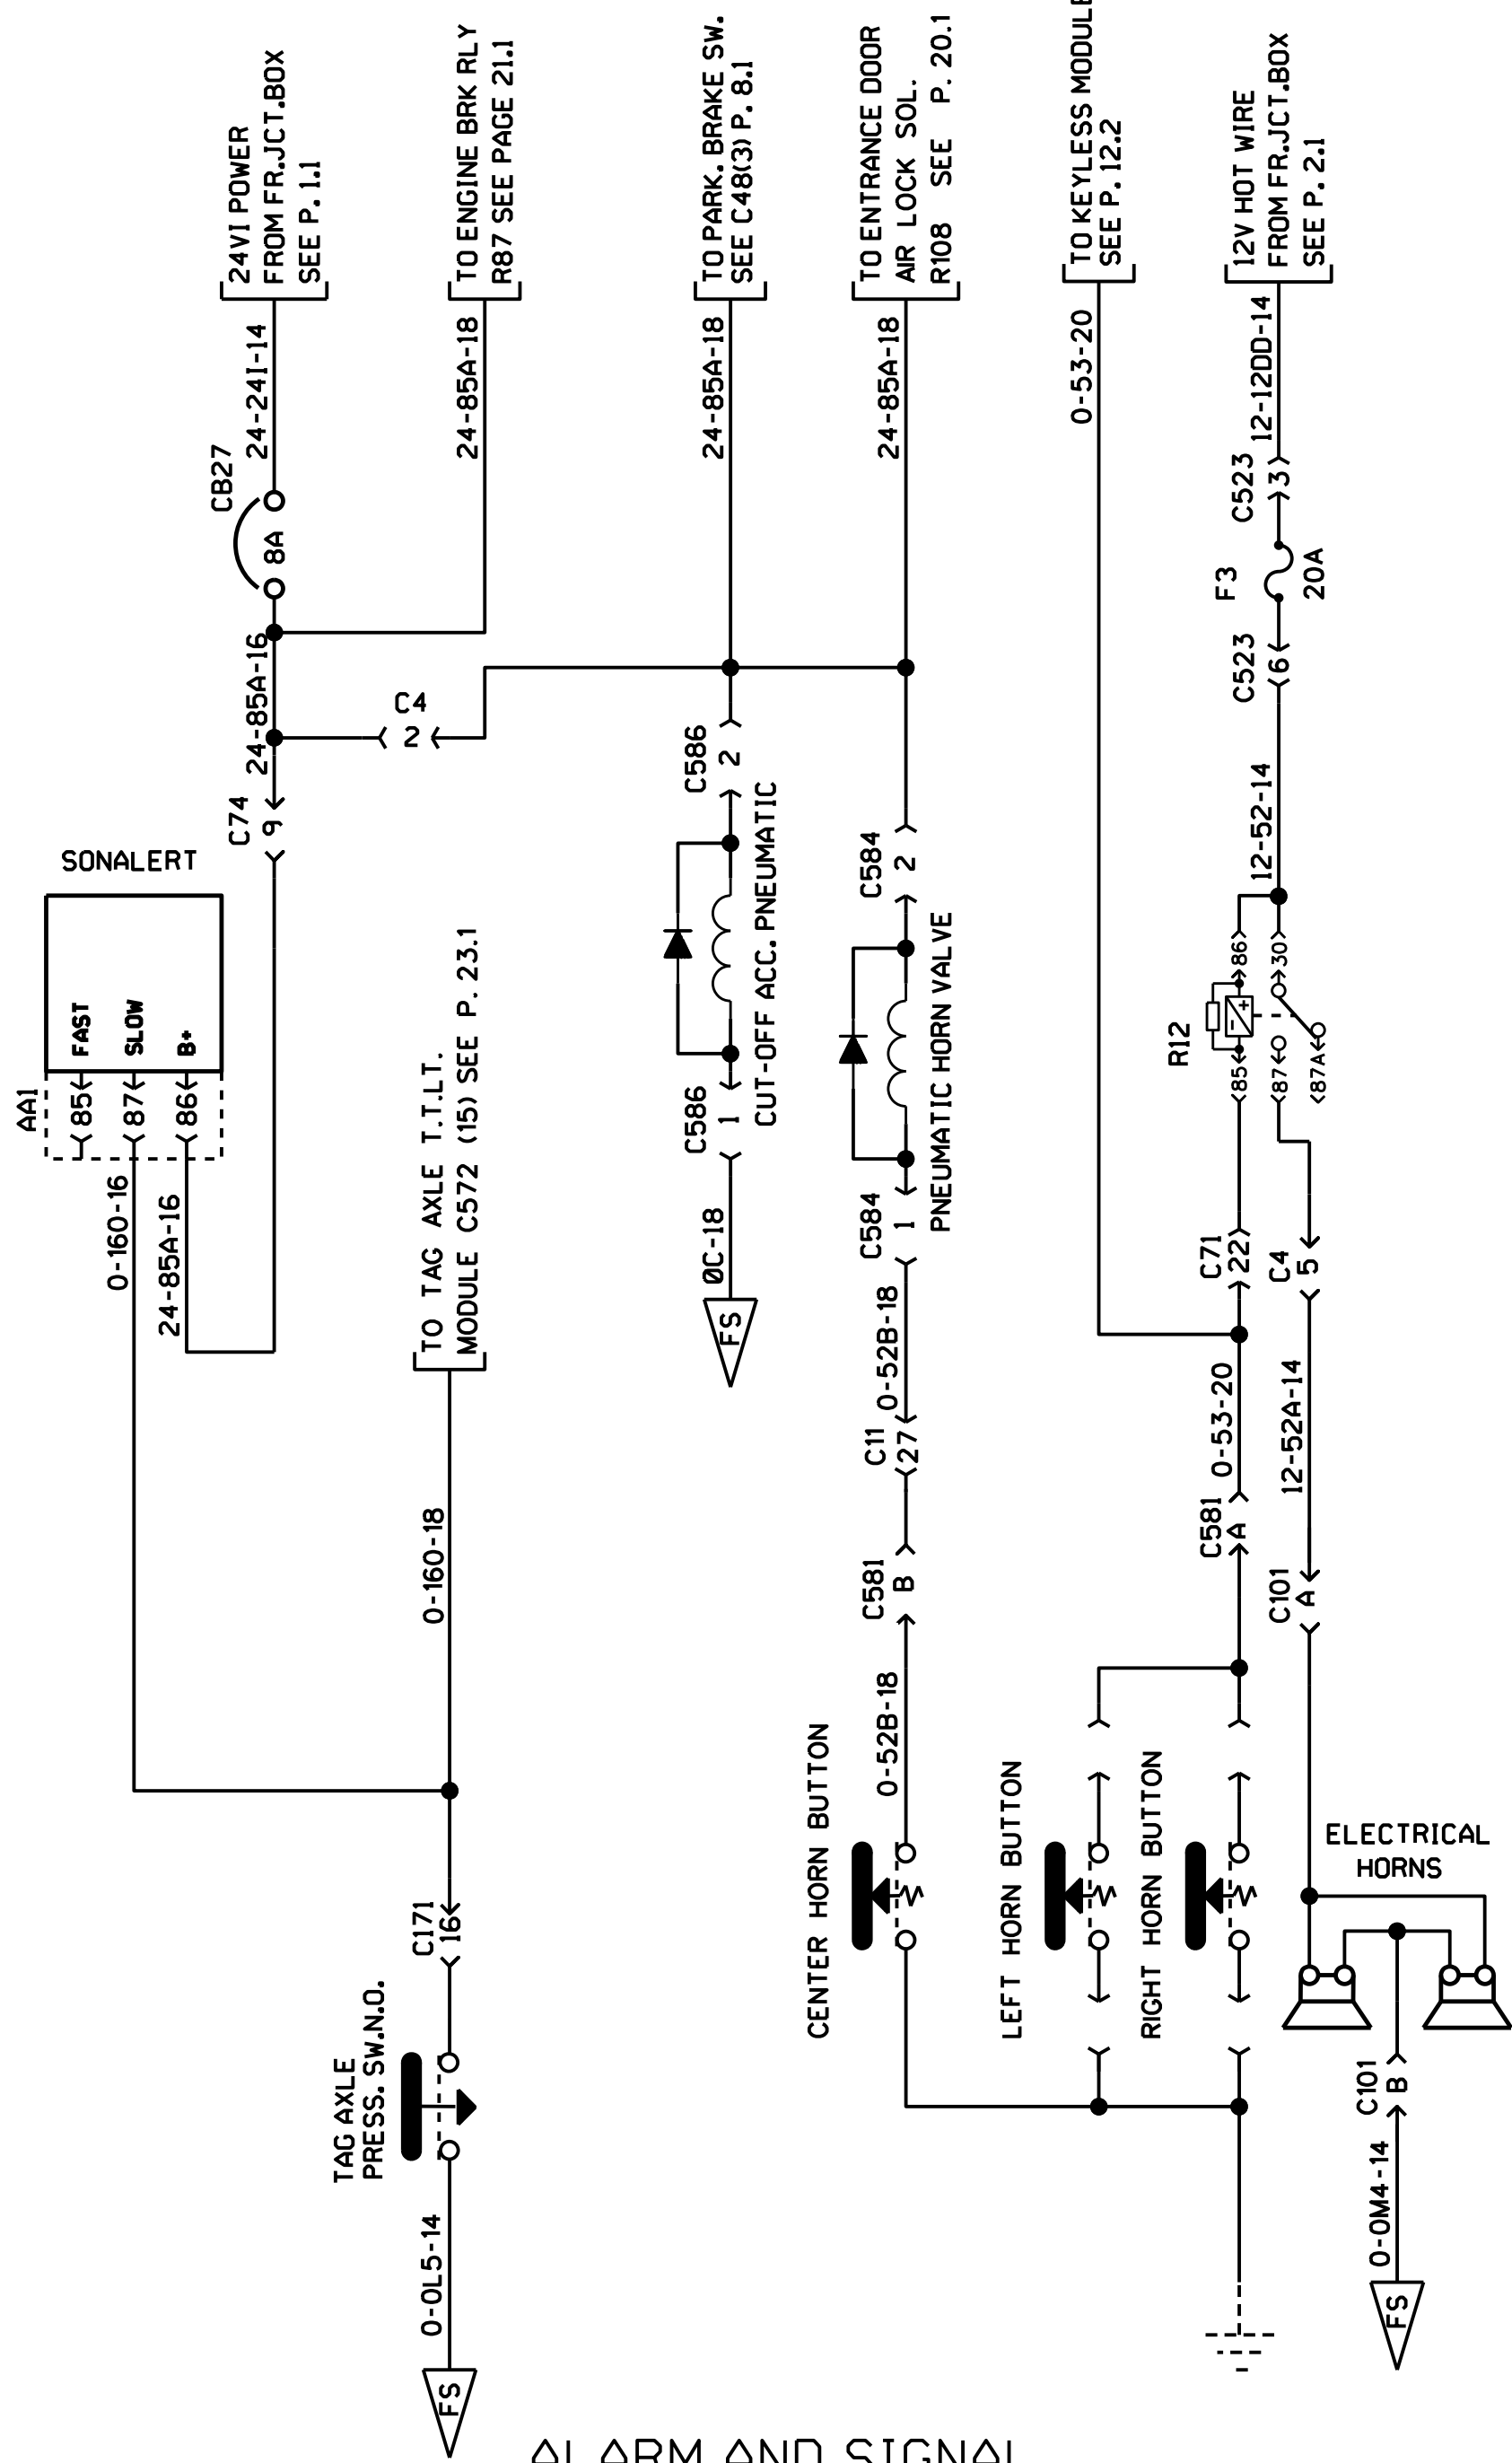 24VI POWER
FROM FR.JCT.BOX
SEE P. 1.1
TO ENGINE BRK RLY
R87 SEE PAGE 21.1
TO PARK. BRAKE SW.
SEE C48(3) P. 8.1
TO ENTRANCE DOOR
AIR LOCK SOL.
R108 SEE P. 20.1
TO KEYLESS MODULE
SEE P. 12.2
12V HOT WIRE
FROM FR.JCT.BOX
SEE P. 2.1
24-24I-14
24-85A-18
24-85A-18
24-85A-18
0-53-20
12-12DD-14
CB27
8A
C523
3
F3
20A
C523
6
24-85A-16
C4
2
C74
9
C586
2
CUT-OFF ACC. PNEUMATIC
C586
1
0C-18
FS
C584
2
PNEUMATIC HORN VALVE
C584
1
0-52B-18
C11
27
C581
B
0-52B-18
CENTER HORN BUTTON
12-52-14
86
30
R12
85
87
87A
C71
22
C4
5
0-53-20
12-52A-14
C581
A
C101
A
LEFT HORN BUTTON
RIGHT HORN BUTTON
ELECTRICAL
HORNS
C101
B
0-0M4-14
FS
SONALERT
FAST
SLOW
B+
AA1
85
87
86
0-160-16
24-85A-16
TO TAG AXLE T.T.LT.
MODULE C572 (15) SEE P. 23.1
0-160-18
C171
16
TAG AXLE
PRESS. SW.N.O.
0-0L5-14
FS
ALARM AND SIGNAL